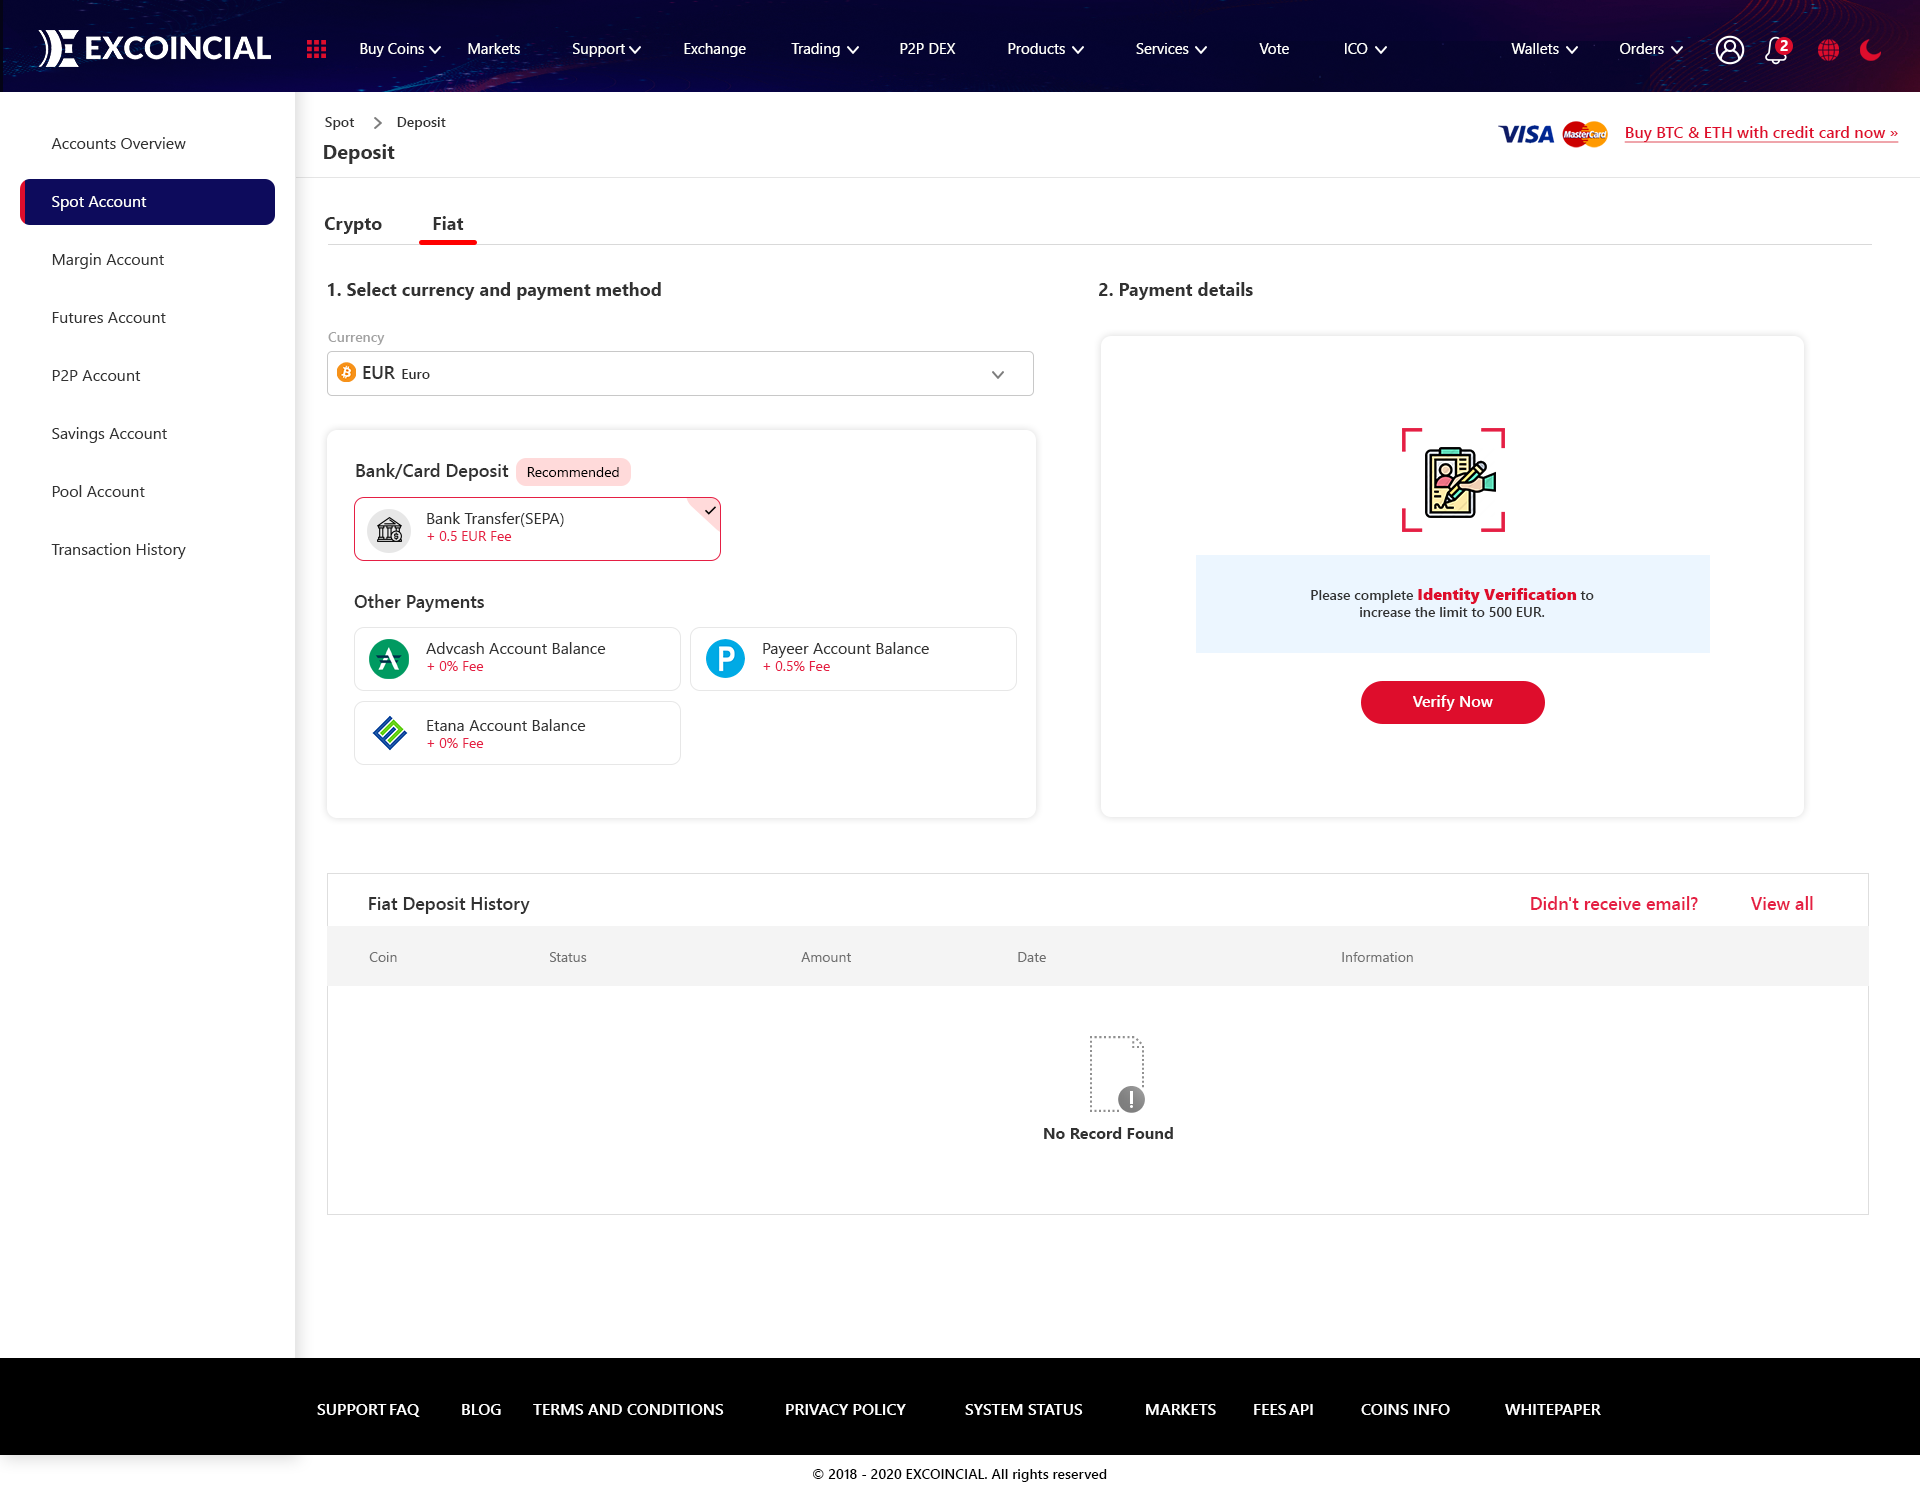 EXCOINCIAL
Buy Coins
Markets
Support
Exchange
Trading
P2P DEX
Products
Services
Vote
ICO
Wallets
Orders
2
Accounts Overview
Spot Account
Margin Account
Futures Account
P2P Account
Savings Account
Pool Account
Transaction History
Spot
Deposit
Deposit
VISA
MasterCard
Buy BTC & ETH with credit card now »
Crypto
Fiat
1. Select currency and payment method
Currency
EUR Euro
Bank/Card Deposit Recommended
Bank Transfer(SEPA)
+ 0.5 EUR Fee
Other Payments
Advcash Account Balance
+ 0% Fee
Payeer Account Balance
+ 0.5% Fee
Etana Account Balance
+ 0% Fee
2. Payment details
Please complete Identity Verification to
increase the limit to 500 EUR.
Verify Now
Fiat Deposit History
Didn't receive email?
View all
Coin
Status
Amount
Date
Information
No Record Found
SUPPORT FAQ
BLOG
TERMS AND CONDITIONS
PRIVACY POLICY
SYSTEM STATUS
MARKETS
FEES API
COINS INFO
WHITEPAPER
© 2018 - 2020 EXCOINCIAL. All rights reserved